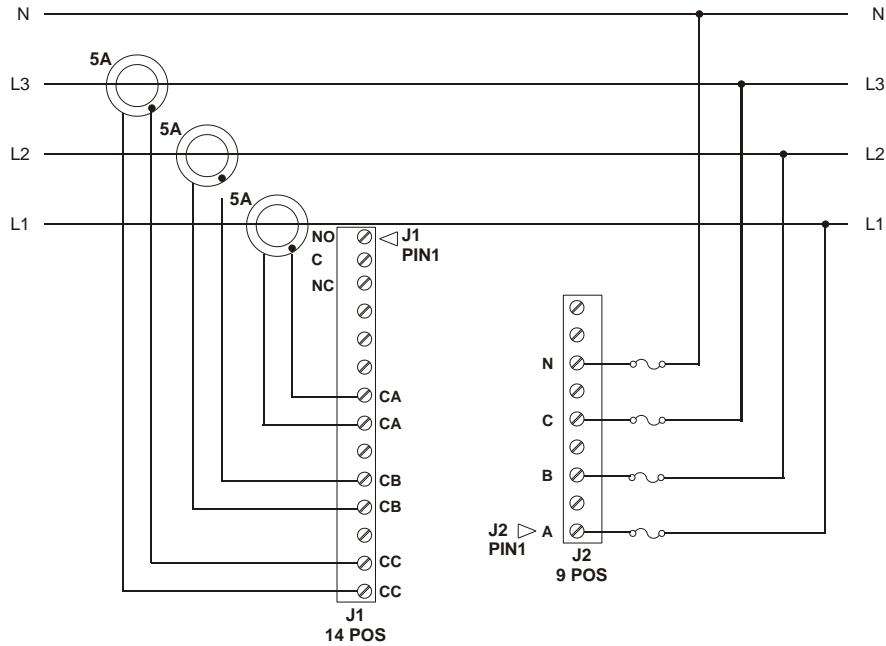 N N
5A
L3 L3
5A
L2 L2
5A
L1 L1
NO J1
PIN1
C
NC
N
CA
CA
C
CB
B
CB
J2 A
PIN1
J2
9 POS
CC
CC
J1
14 POS